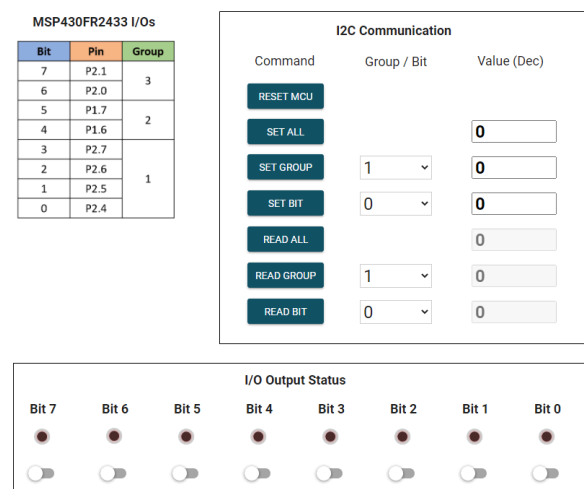 MSP430FR2433 I/Os
Bit Pin Group
7 P2.1 3
6 P2.0
5 P1.7 2
4 P1.6
3 P2.7 1
2 P2.6
1 P2.5
0 P2.4
I2C Communication
Command Group / Bit Value (Dec)
RESET MCU
SET ALL 0
SET GROUP 1 0
SET BIT 0 0
READ ALL 0
READ GROUP 1 0
READ BIT 0 0
I/O Output Status
Bit 7 Bit 6 Bit 5 Bit 4 Bit 3 Bit 2 Bit 1 Bit 0